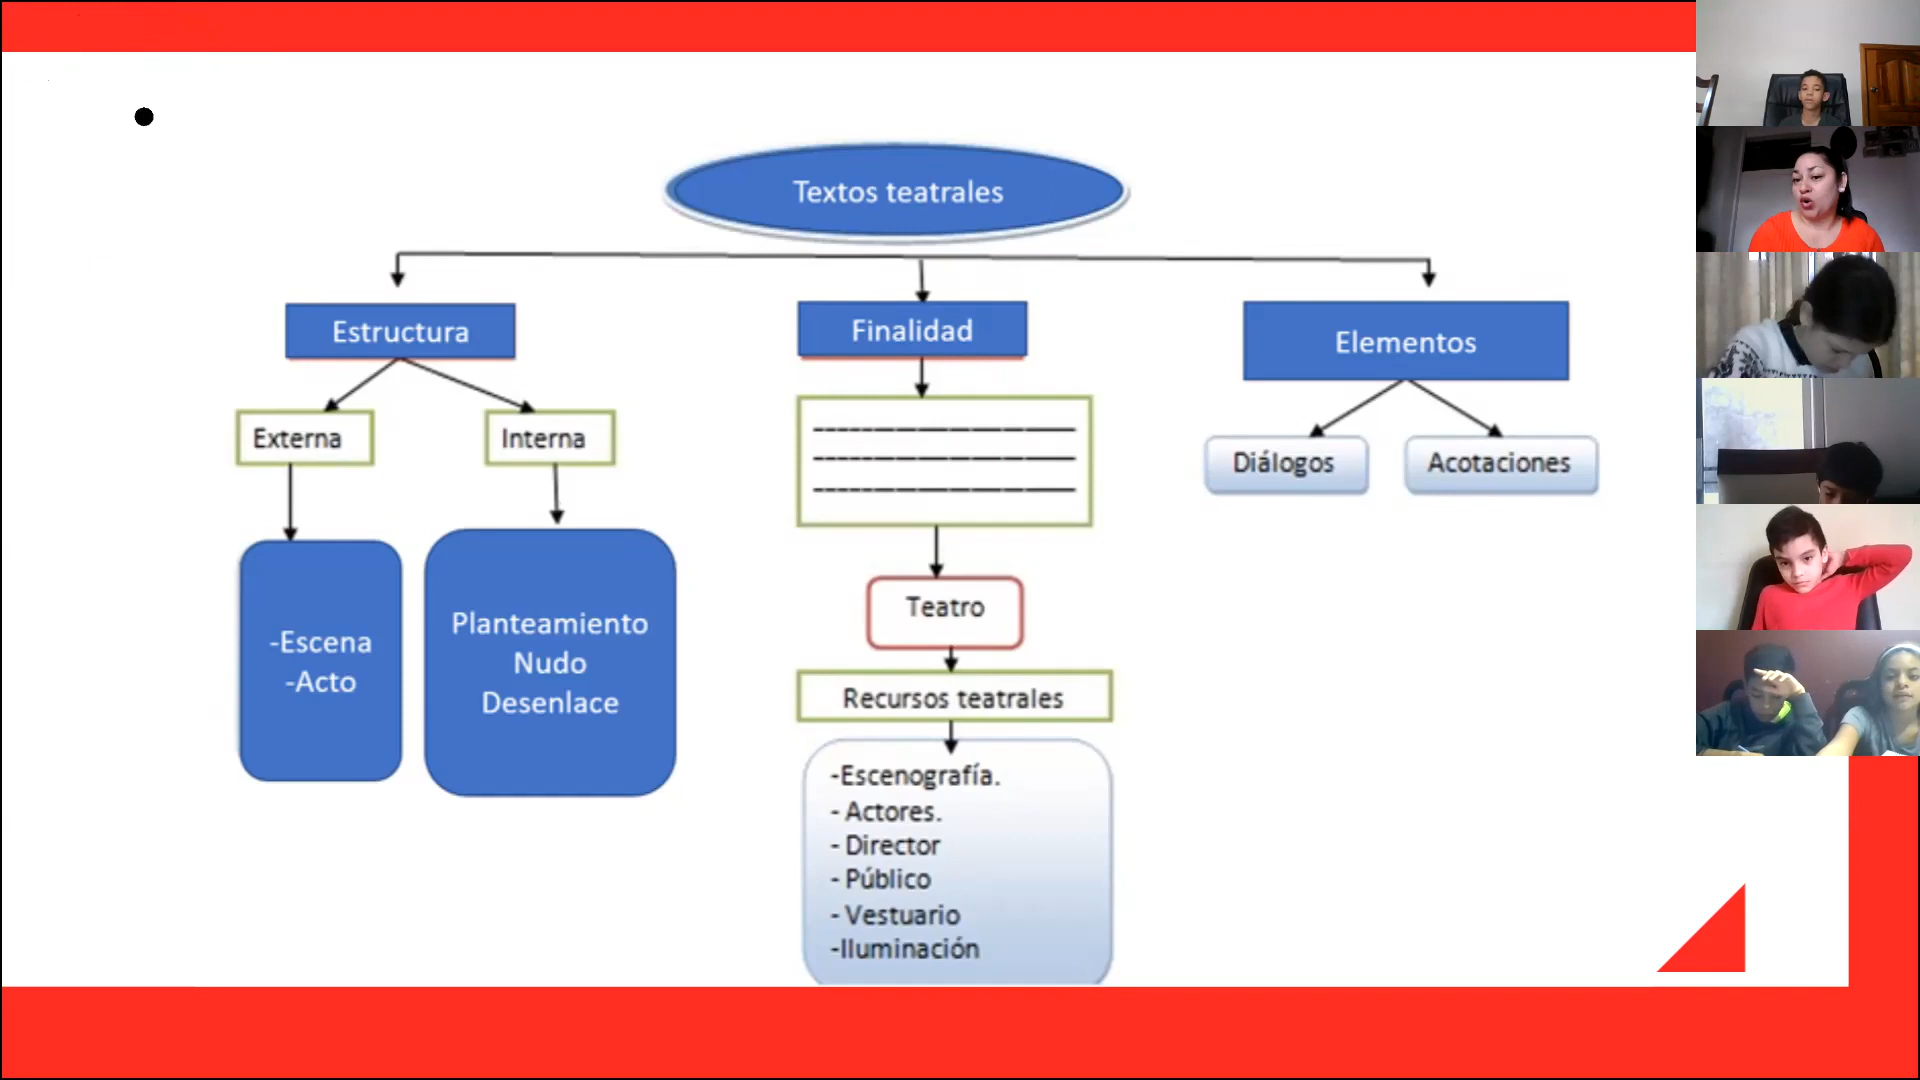 Textos teatrales
Estructura
Finalidad
Elementos
Externa
Interna
Diálogos
Acotaciones
-Escena
-Acto
Planteamiento
Nudo
Desenlace
Teatro
Recursos teatrales
-Escenografía.
- Actores.
- Director
- Público
- Vestuario
-Iluminación